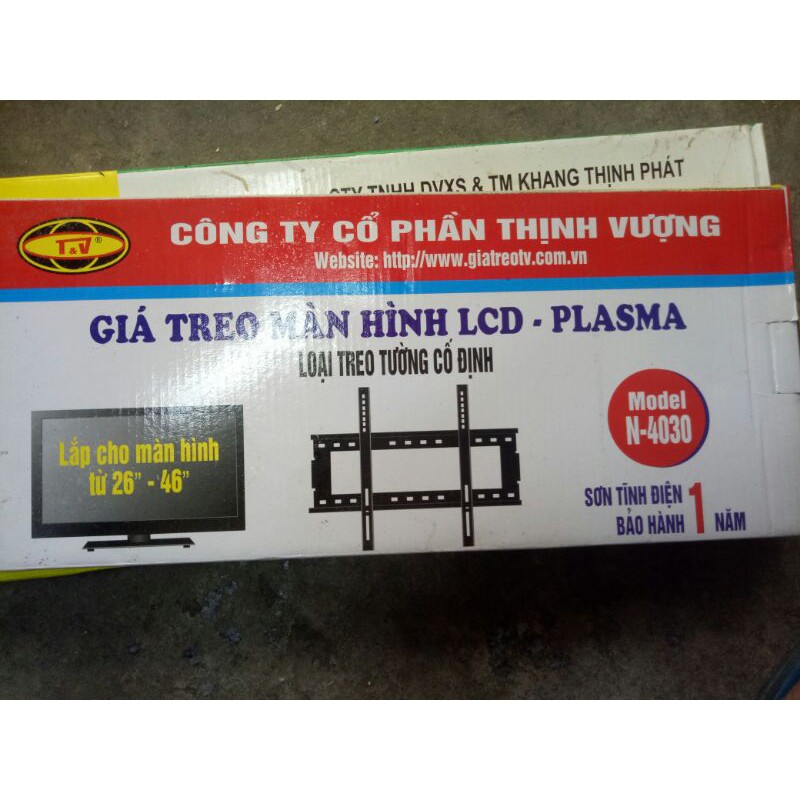 CTY TNHH DVXS & TM KHANG THỊNH PHÁT
T&V®
CÔNG TY CỔ PHẦN THỊNH VƯỢNG
Website: http://www.giatreotv.com.vn
GIÁ TREO MÀN HÌNH LCD - PLASMA
LOẠI TREO TƯỜNG CỐ ĐỊNH
Lắp cho màn hình
từ 26" - 46"
Model
N-4030
SƠN TĨNH ĐIỆN
BẢO HÀNH 1 NĂM